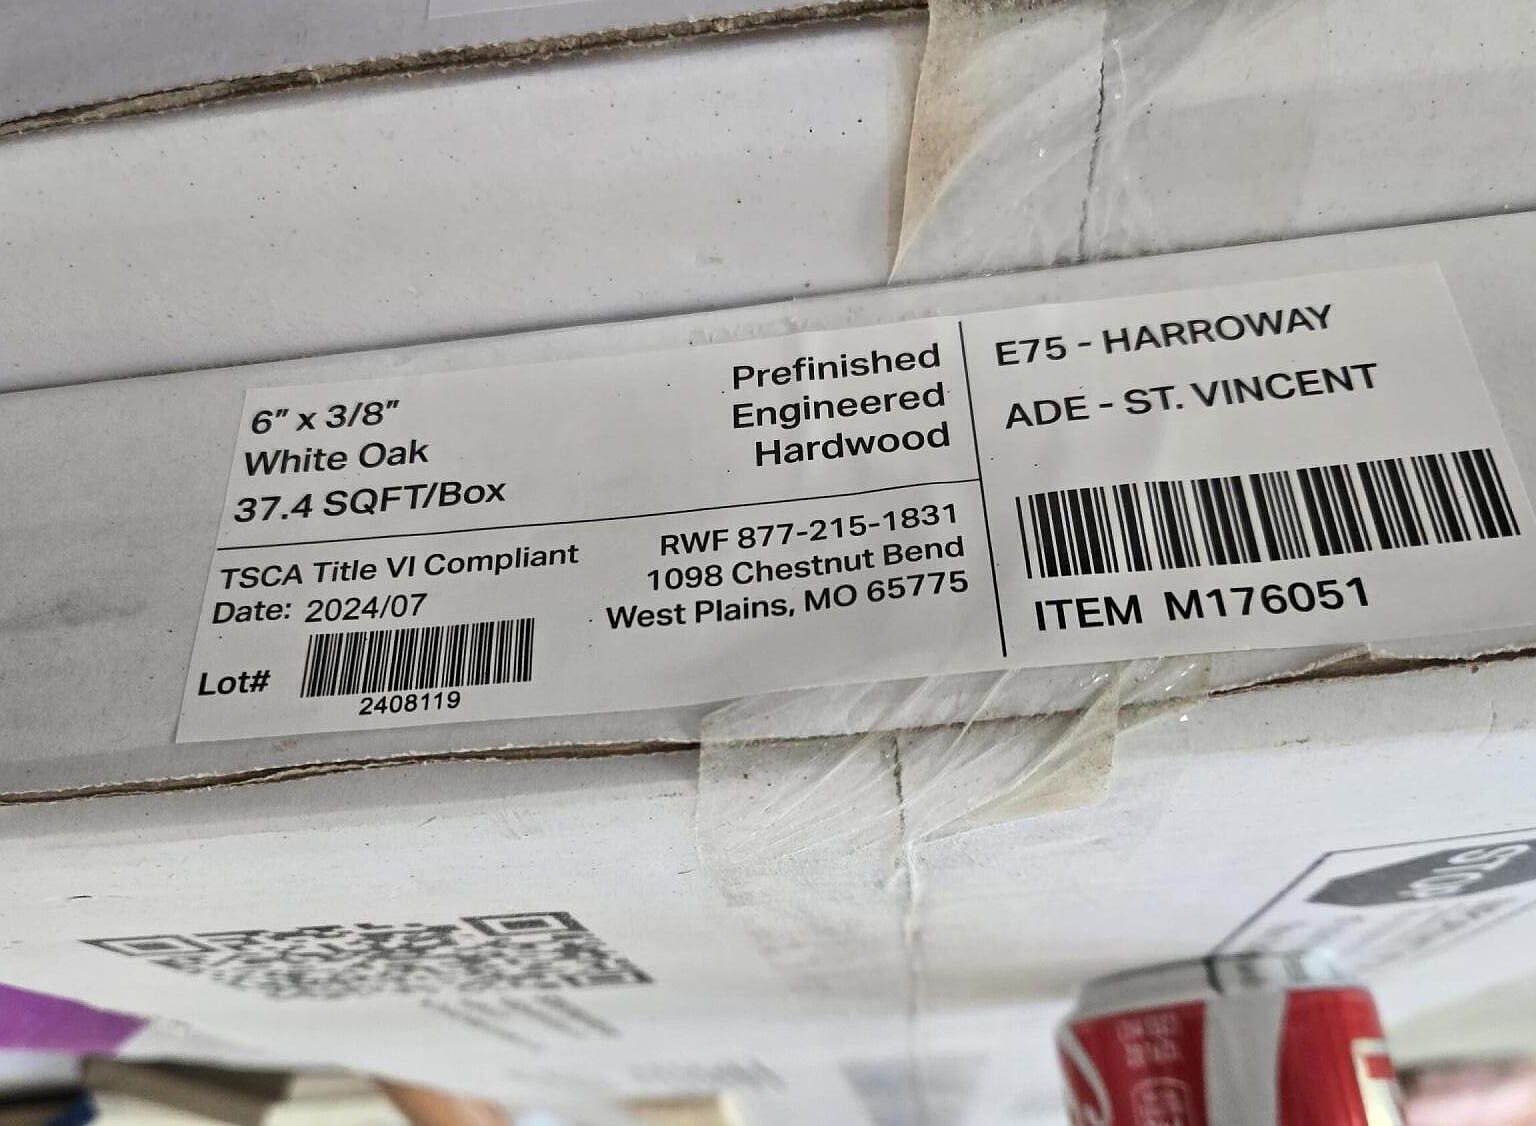 6" x 3/8"
White Oak
37.4 SQFT/Box
Prefinished
Engineered
Hardwood
TSCA Title VI Compliant
Date: 2024/07
Lot#
2408119
RWF 877-215-1831
1098 Chestnut Bend
West Plains, MO 65775
E75 - HARROWAY
ADE - ST. VINCENT
ITEM M176051
STOP